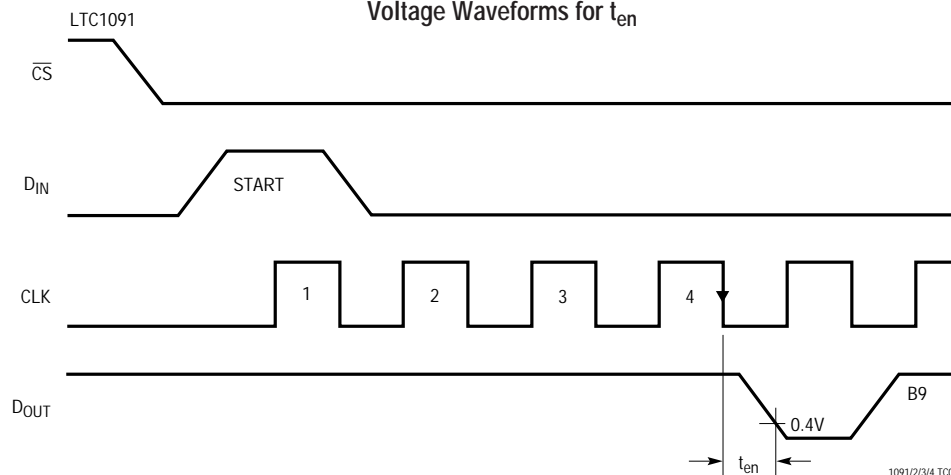 Voltage Waveforms for ten
LTC1091
CS
DIN
START
CLK
1 2 3 4
DOUT
B9
0.4V
ten